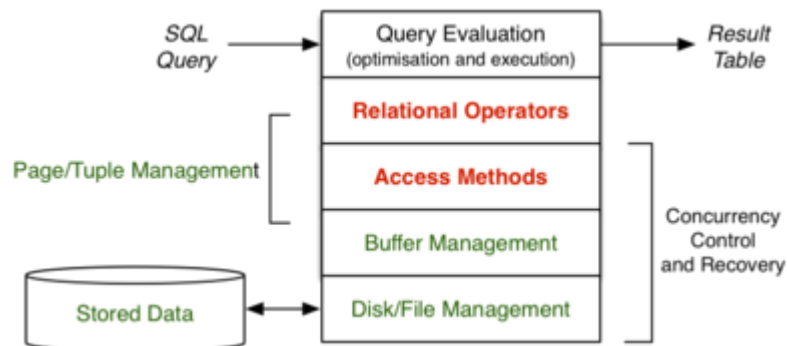 SQL
Query
Query Evaluation
(optimisation and execution)
Result
Table
Relational Operators
Page/Tuple Management
Access Methods
Buffer Management
Concurrency
Control
and Recovery
Stored Data
Disk/File Management